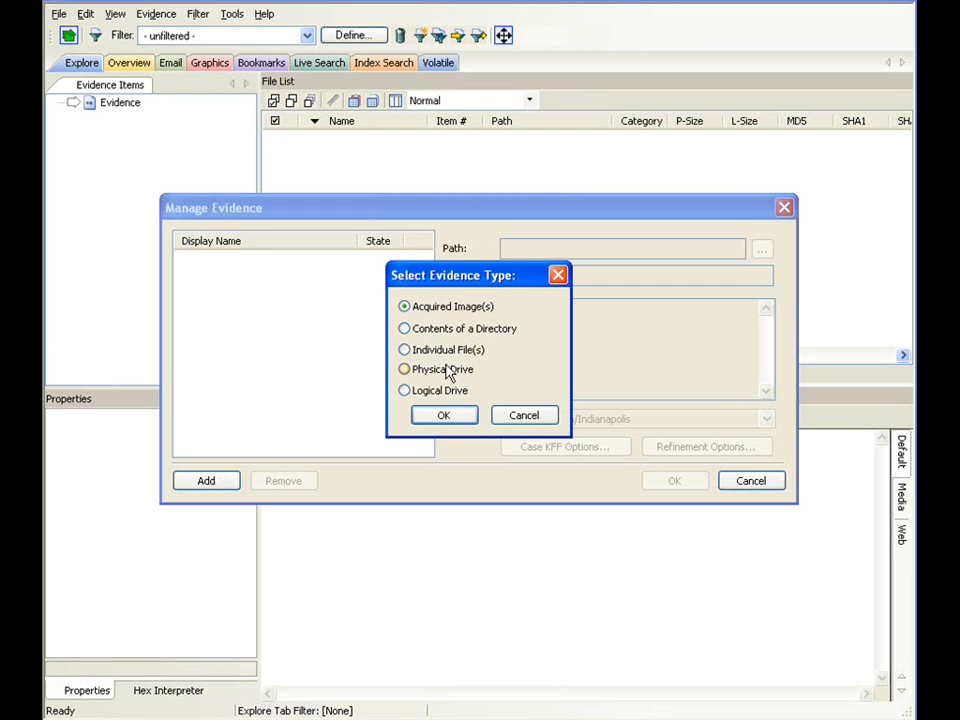 File Edit View Evidence Filter Tools Help
Filter: - unfiltered - Define...
Explore Overview Email Graphics Bookmarks Live Search Index Search Volatile
Evidence Items
File List
Evidence
Normal
Name Item # Path Category P-Size L-Size MD5 SHA1 SH
Manage Evidence
Display Name State
Path:
Select Evidence Type:
Acquired Image(s)
Contents of a Directory
Individual File(s)
Physical Drive
Logical Drive
OK Cancel
/Indianapolis
Case KFF Options... Refinement Options...
Add Remove OK Cancel
Properties
Default
Media
Web
Properties Hex Interpreter
Ready Explore Tab Filter: [None]